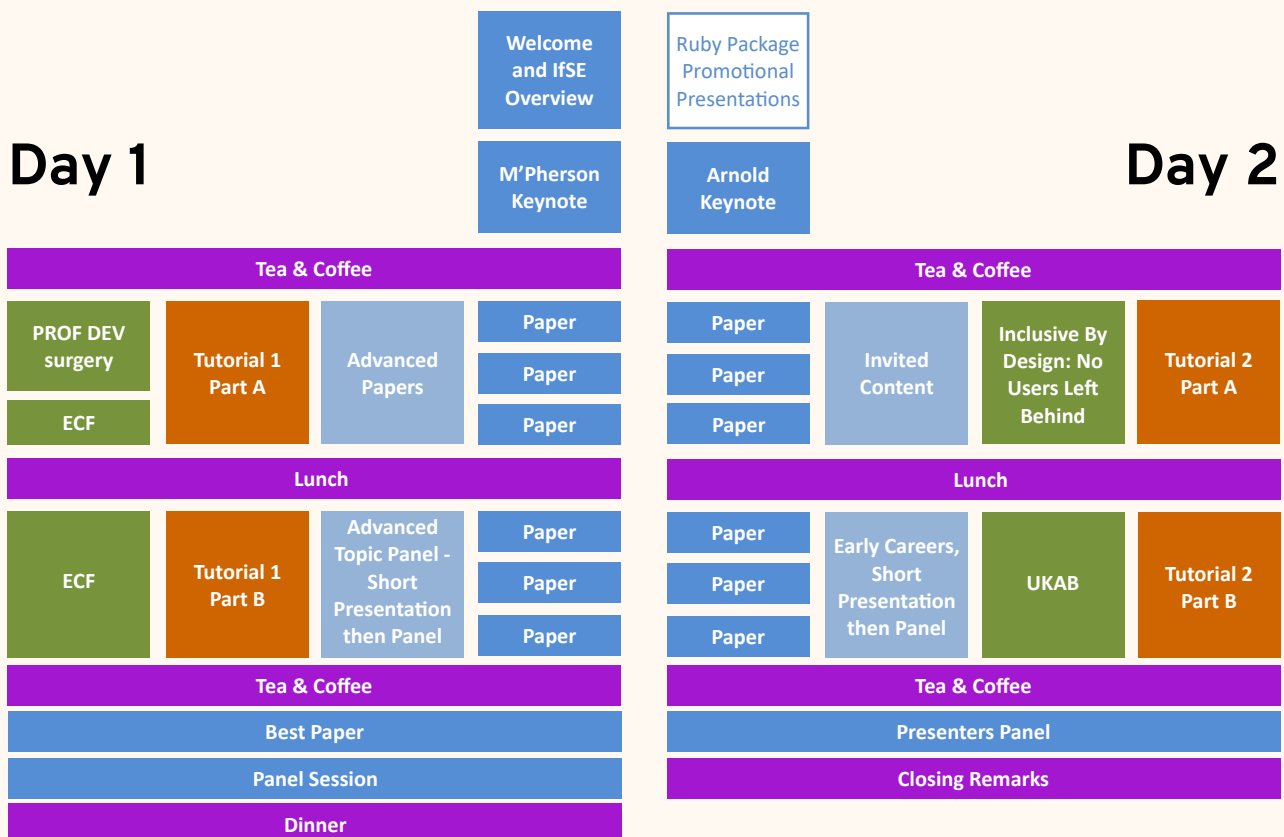 Day 1
Welcome
and IfSE
Overview
M'Pherson
Keynote
Tea & Coffee
PROF DEV
surgery
ECF
Tutorial 1
Part A
Advanced
Papers
Paper
Paper
Paper
Lunch
ECF
Tutorial 1
Part B
Advanced
Topic Panel -
Short
Presentation
then Panel
Paper
Paper
Paper
Tea & Coffee
Best Paper
Panel Session
Dinner
Day 2
Ruby Package
Promotional
Presentations
Arnold
Keynote
Tea & Coffee
Paper
Paper
Paper
Invited
Content
Inclusive By
Design: No
Users Left
Behind
Tutorial 2
Part A
Lunch
Paper
Paper
Paper
Early Careers,
Short
Presentation
then Panel
UKAB
Tutorial 2
Part B
Tea & Coffee
Presenters Panel
Closing Remarks